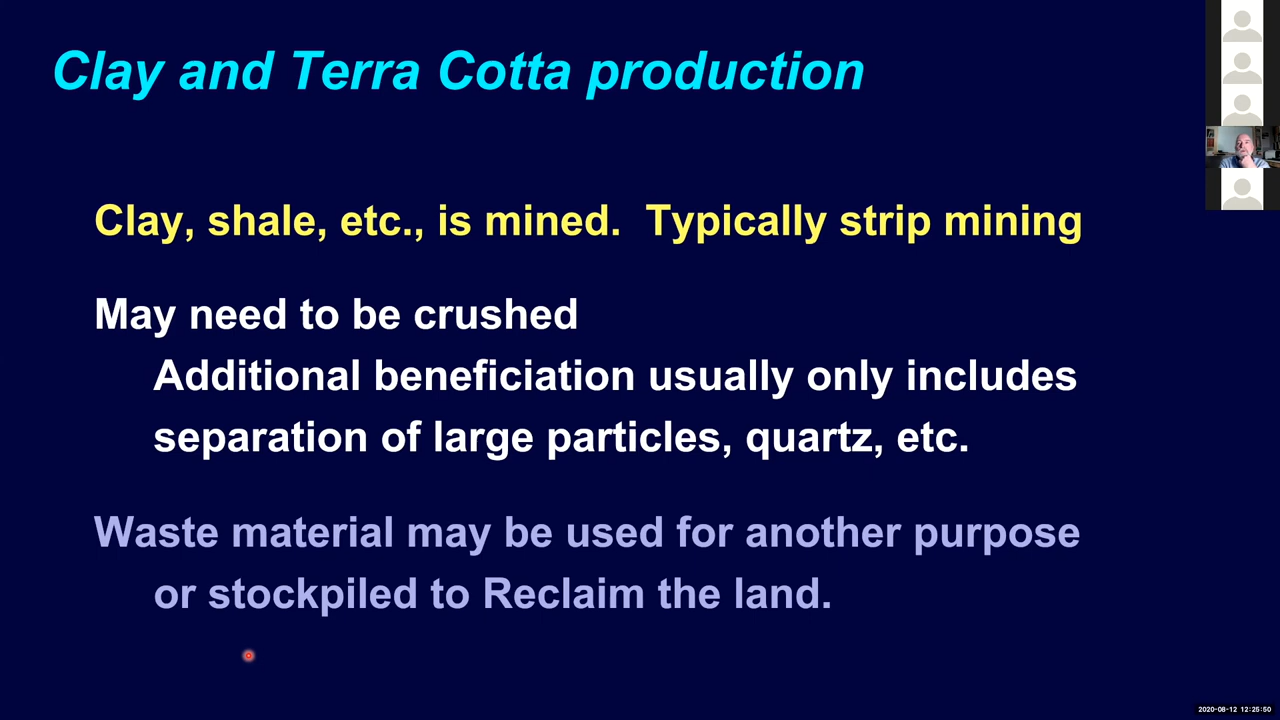 Clay and Terra Cotta production
Clay, shale, etc., is mined.  Typically strip mining
May need to be crushed
Additional beneficiation usually only includes
separation of large particles, quartz, etc.
Waste material may be used for another purpose
or stockpiled to Reclaim the land.
2020-08-12 12:25:50